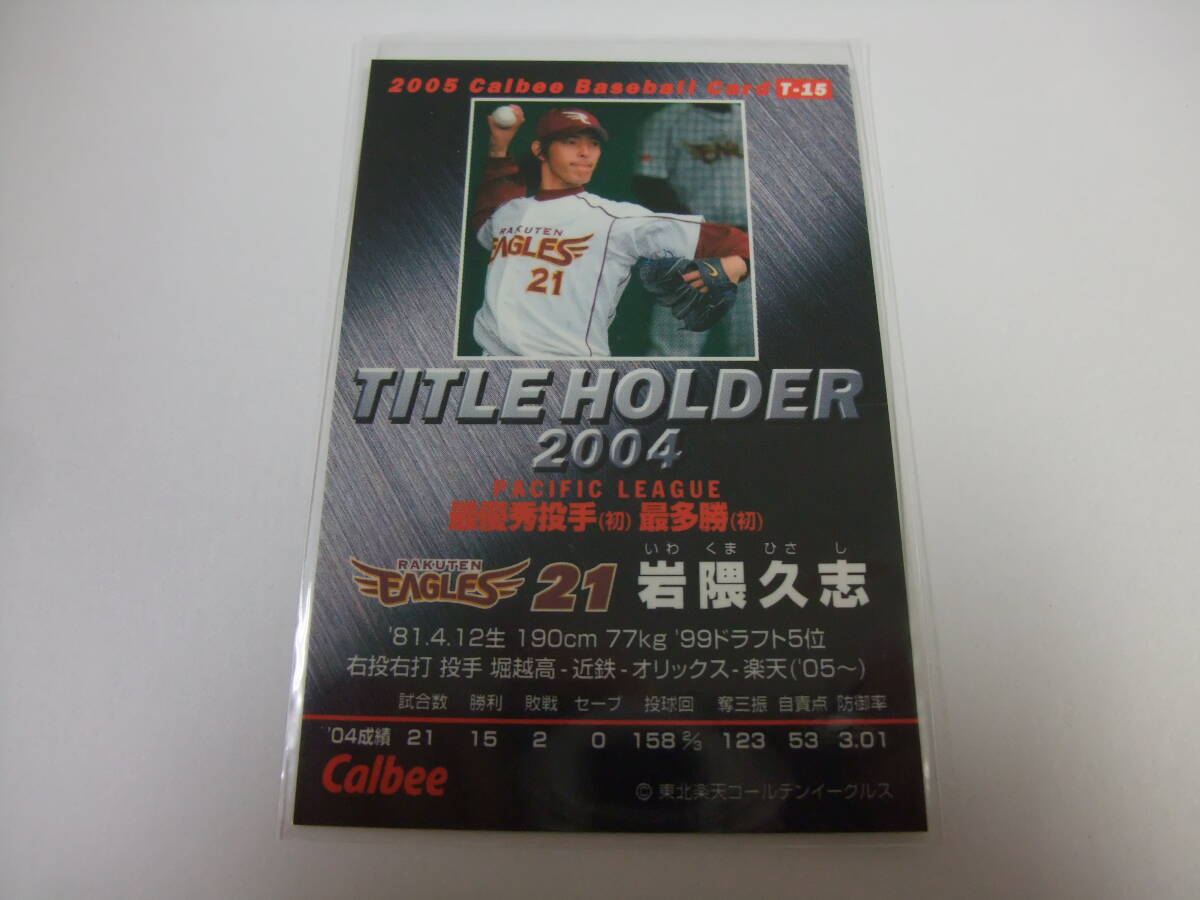 2005 Calbee Baseball Card T-15
RAKUTEN
EAGLES
21
TITLE HOLDER
2004
PACIFIC LEAGUE
最優秀投手(初) 最多勝(初)
いわ くま ひさ し
RAKUTEN
EAGLES 21 岩隈久志
'81.4.12生 190cm 77kg '99ドラフト5位
右投右打 投手 堀越高-近鉄-オリックス-楽天('05～)
試合数 勝利 敗戦 セーブ 投球回 奪三振 自責点 防御率
'04成績 21 15 2 0 158 2/3 123 53 3.01
Calbee
© 東北楽天ゴールデンイーグルス